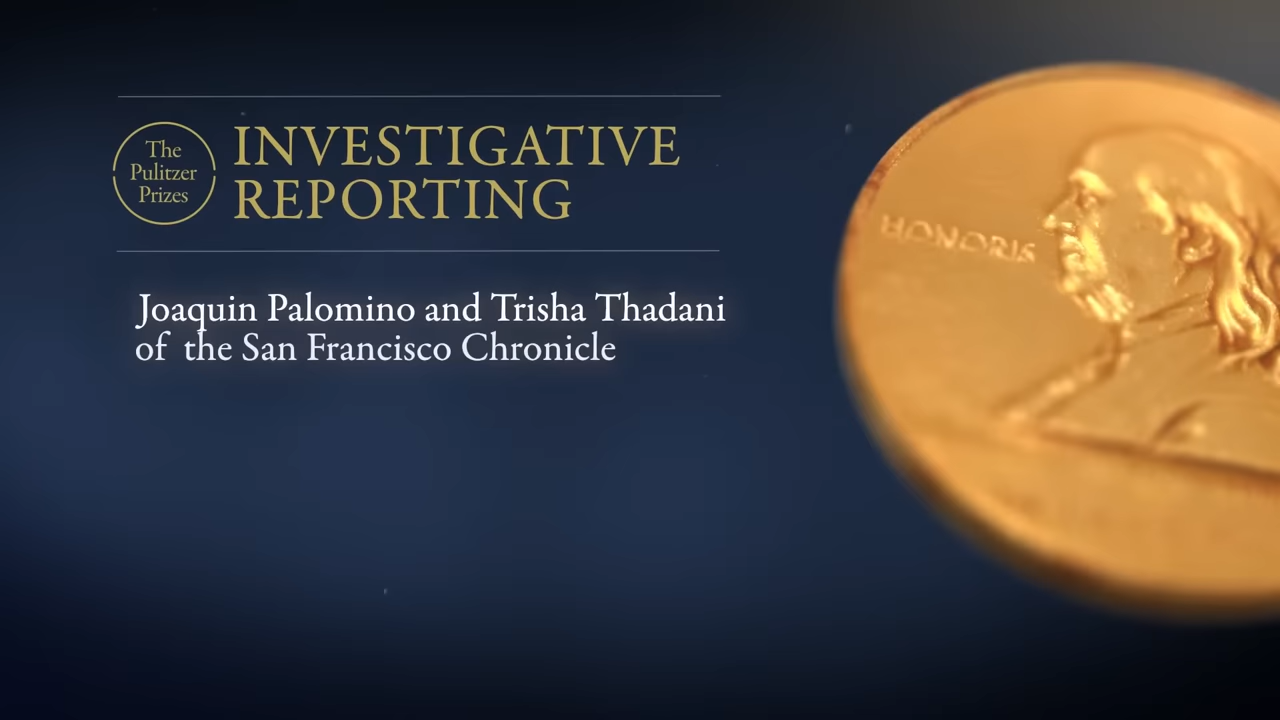 The
Pulitzer
Prizes
INVESTIGATIVE
REPORTING
Joaquin Palomino and Trisha Thadani
of the San Francisco Chronicle
HONORIS